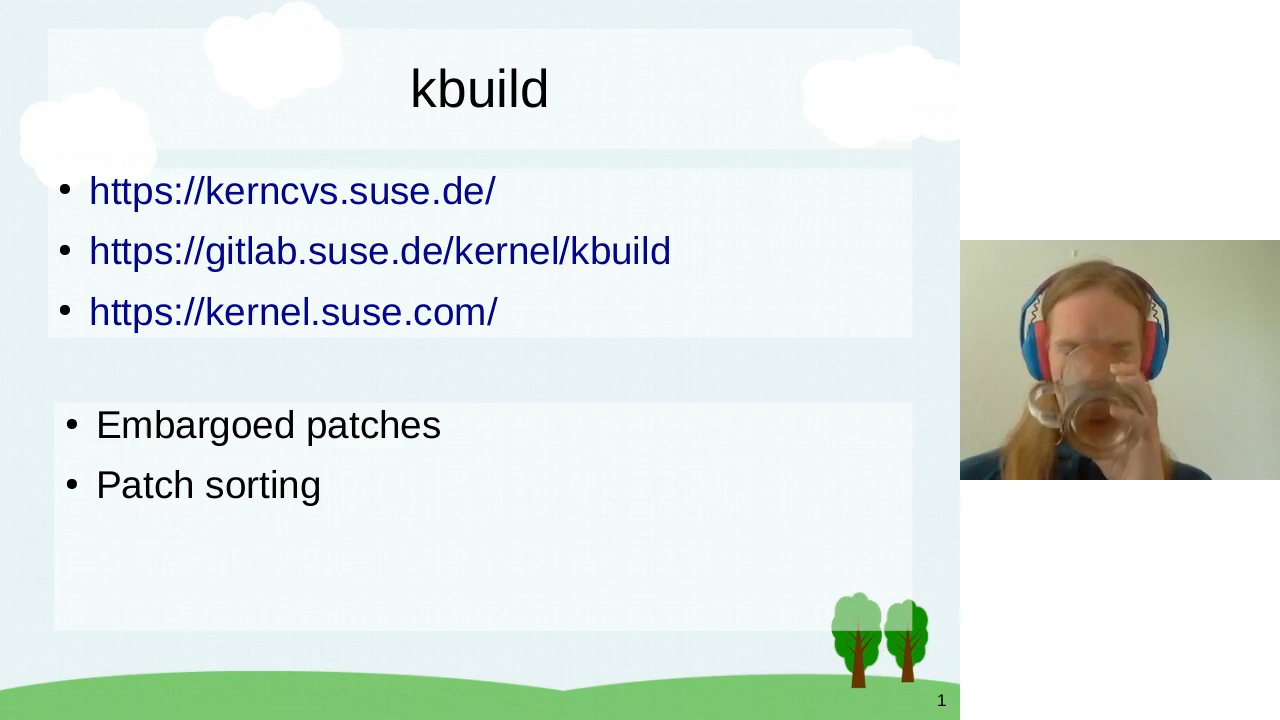 kbuild
• https://kerncvs.suse.de/
• https://gitlab.suse.de/kernel/kbuild
• https://kernel.suse.com/
• Embargoed patches
• Patch sorting
1